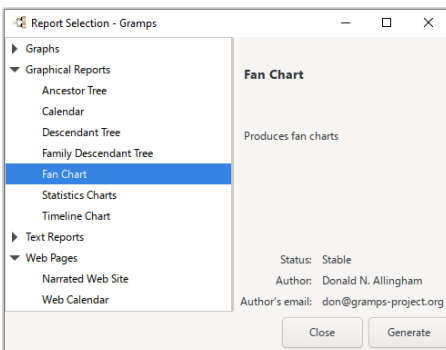 Report Selection - Gramps
Graphs
Graphical Reports
Ancestor Tree
Calendar
Descendant Tree
Family Descendant Tree
Fan Chart
Statistics Charts
Timeline Chart
Text Reports
Web Pages
Narrated Web Site
Web Calendar
Fan Chart
Produces fan charts
Status: Stable
Author: Donald N. Allingham
Author's email: don@gramps-project.org
Close Generate